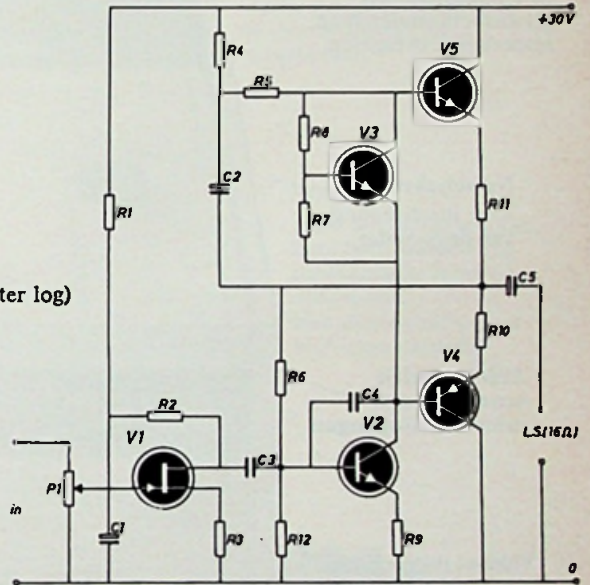 +30V
R4
V5
R5
R8
V3
C2
R7
R1
R11
C5
ter log)
R10
R6
V4
C4
R2
V2
V1
L.S.(16Ω)
C3
P1
in
C1
R3
R12
R9
0